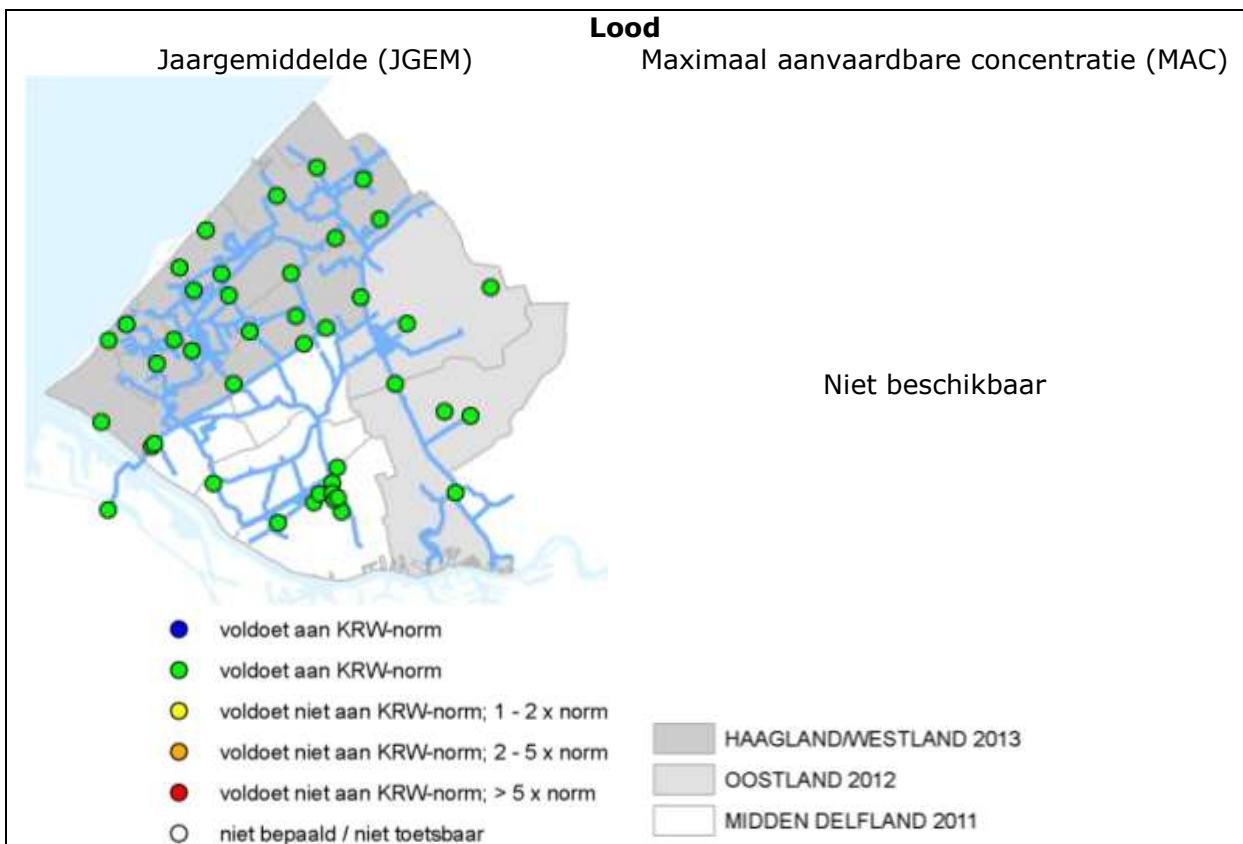 Lood
Jaargemiddelde (JGEM)
Maximaal aanvaardbare concentratie (MAC)
Niet beschikbaar
voldoet aan KRW-norm
voldoet aan KRW-norm
voldoet niet aan KRW-norm; 1 - 2 x norm
voldoet niet aan KRW-norm; 2 - 5 x norm
voldoet niet aan KRW-norm; > 5 x norm
niet bepaald / niet toetsbaar
HAAGLAND/WESTLAND 2013
OOSTLAND 2012
MIDDEN DELFLAND 2011